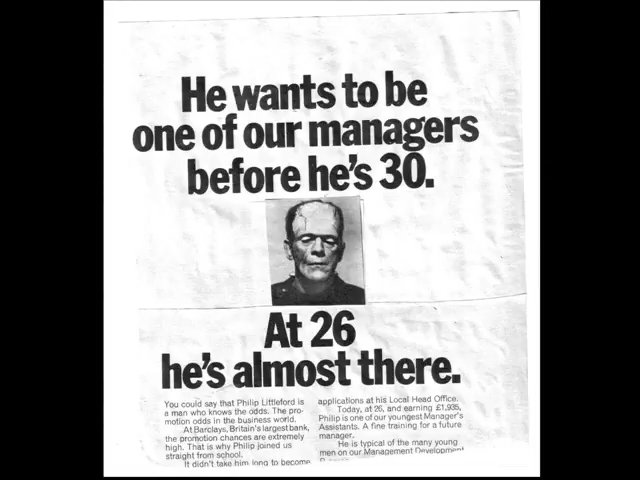 He wants to be
one of our managers
before he's 30.
At 26
he's almost there.
You could say that Philip Littleford is
a man who knows the odds. The pro-
motion odds in the business world.
At Barclays, Britain's largest bank,
the promotion chances are extremely
high. That is why Philip joined us
straight from school.
It didn't take him long to become
applications at his Local Head Office.
Today, at 26, and earning £1,935,
Philip is one of our youngest Manager's
Assistants. A fine training for a future
manager.
He is typical of the many young
men on our Management Development